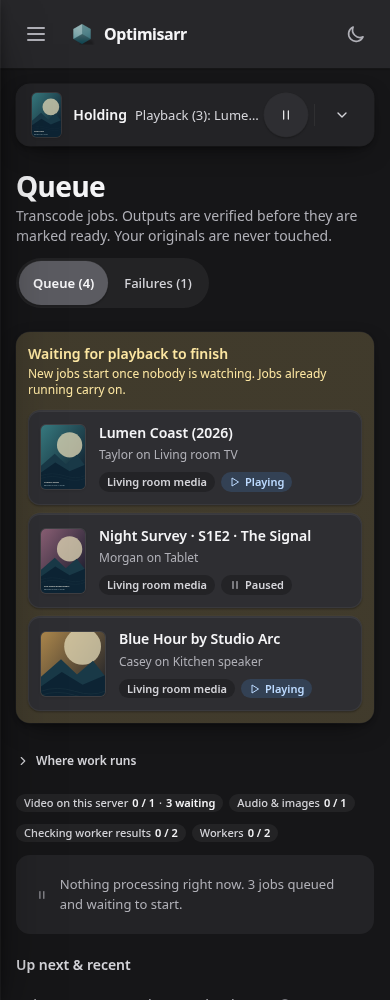 Optimisarr
Holding Playback (3): Lume...
Queue
Transcode jobs. Outputs are verified before they are
marked ready. Your originals are never touched.
Queue (4) Failures (1)
Waiting for playback to finish
New jobs start once nobody is watching. Jobs already
running carry on.
Lumen Coast (2026)
Taylor on Living room TV
Living room media Playing
Night Survey · S1E2 · The Signal
Morgan on Tablet
Living room media Paused
Blue Hour by Studio Arc
Casey on Kitchen speaker
Living room media Playing
Where work runs
Video on this server 0 / 1 · 3 waiting Audio & images 0 / 1
Checking worker results 0 / 2 Workers 0 / 2
Nothing processing right now. 3 jobs queued
and waiting to start.
Up next & recent